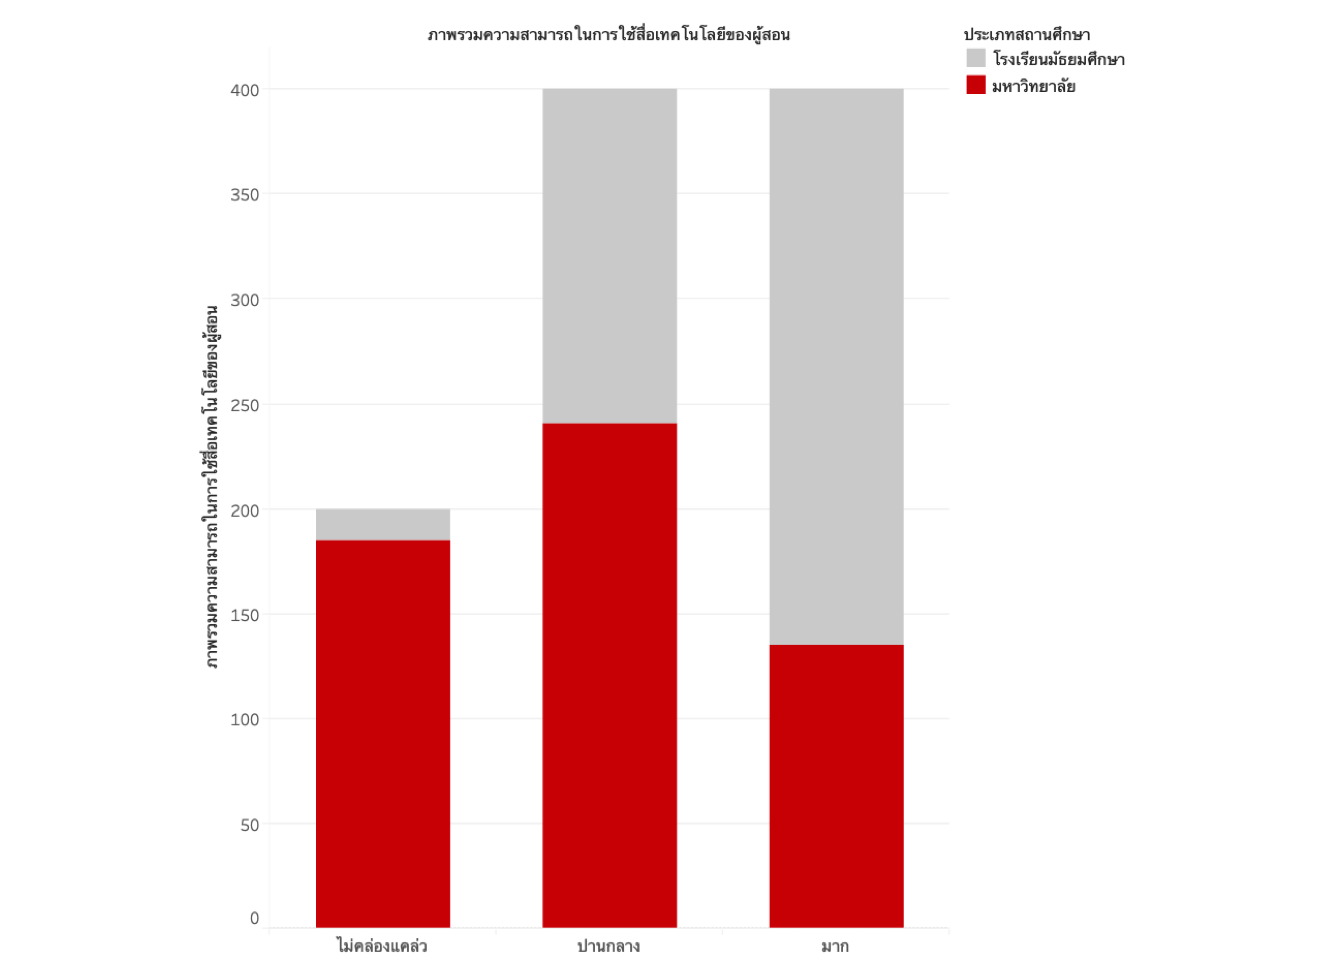 ภาพรวมความสามารถในการใช้สื่อเทคโนโลยีของผู้สอน
ประเภทสถานศึกษา
โรงเรียนมัธยมศึกษา
มหาวิทยาลัย
ภาพรวมความสามารถในการใช้สื่อเทคโนโลยีของผู้สอน
400
350
300
250
200
150
100
50
0
ไม่คล่องแคล่ว ปานกลาง มาก